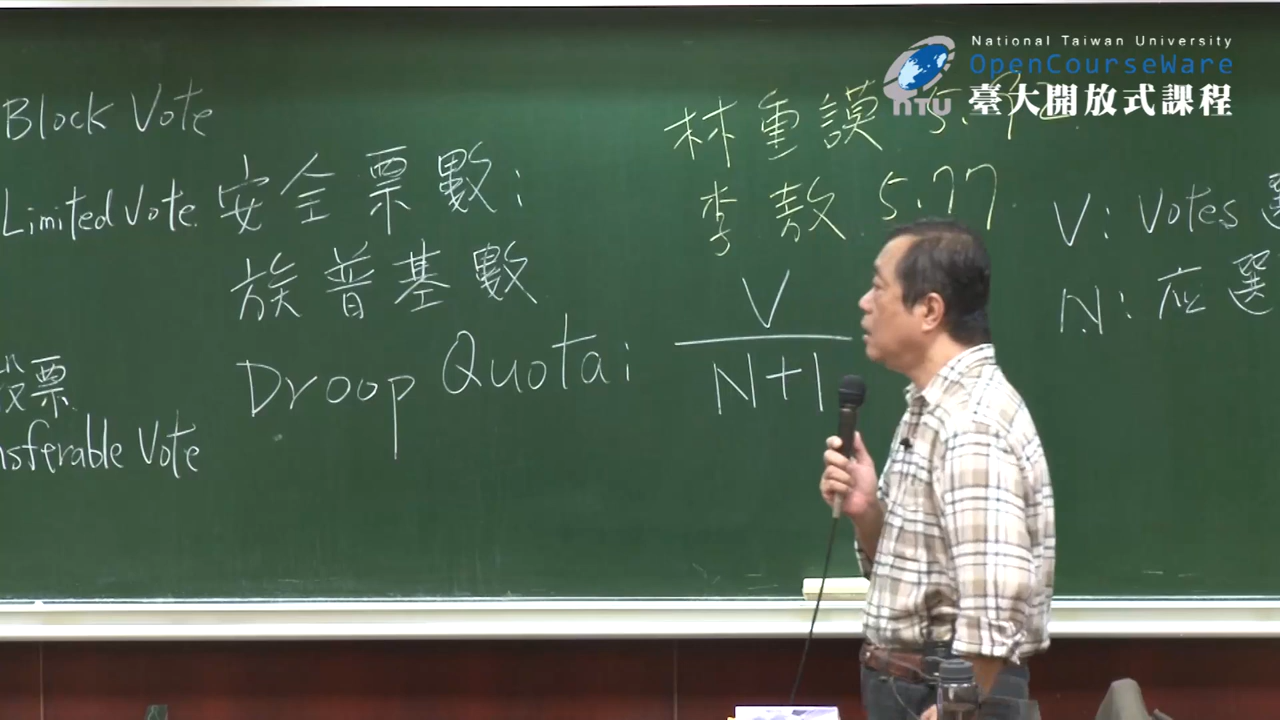 National Taiwan University
OpenCourseWare
臺大開放式課程
NTU
Block Vote
Limited Vote
安全票數:
族普基數
Droop Quota:
V
N+1
林重謨
李敖 5.77
V: Votes
N: 应選
投票
nsferable Vote